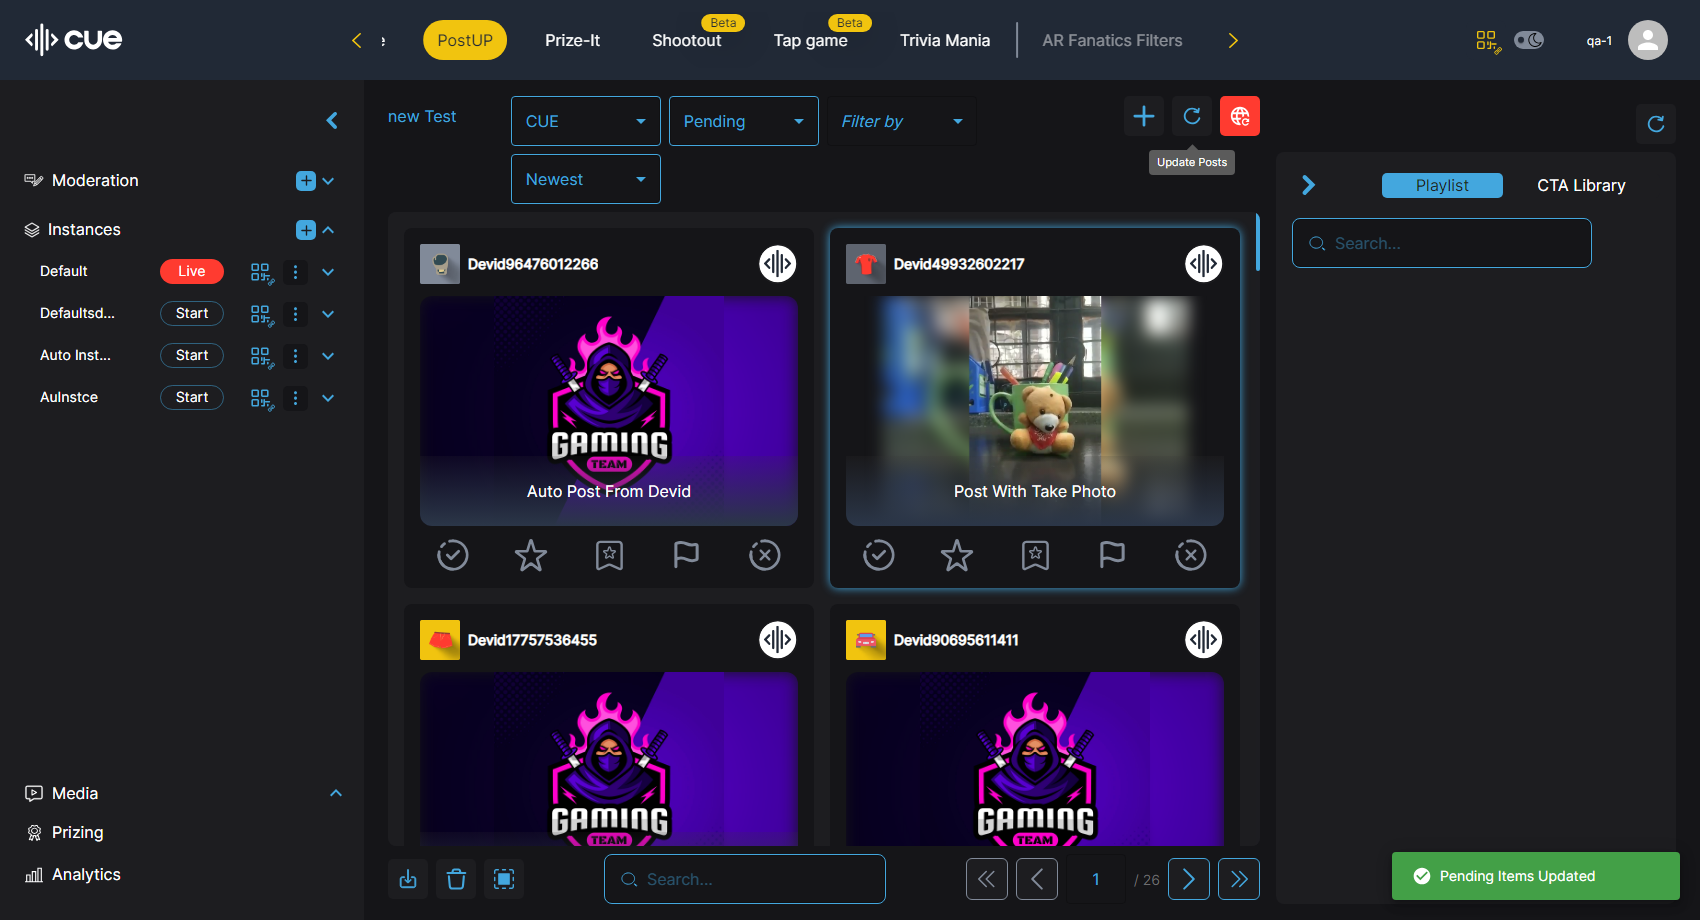 cue
e
PostUP
Prize-It
Beta
Shootout
Beta
Tap game
Trivia Mania
AR Fanatics Filters
qa-1
Moderation
Instances
Default
Live
Defaultsd...
Start
Auto Inst...
Start
AuInstce
Start
Media
Prizing
Analytics
new Test
CUE
Pending
Filter by
Newest
Update Posts
Devid96476012266
GAMING
TEAM
Auto Post From Devid
Devid49932602217
Post With Take Photo
Devid17757536455
GAMING
TEAM
Devid90695611411
GAMING
TEAM
Search...
1
/ 26
Playlist
CTA Library
Search...
Pending Items Updated